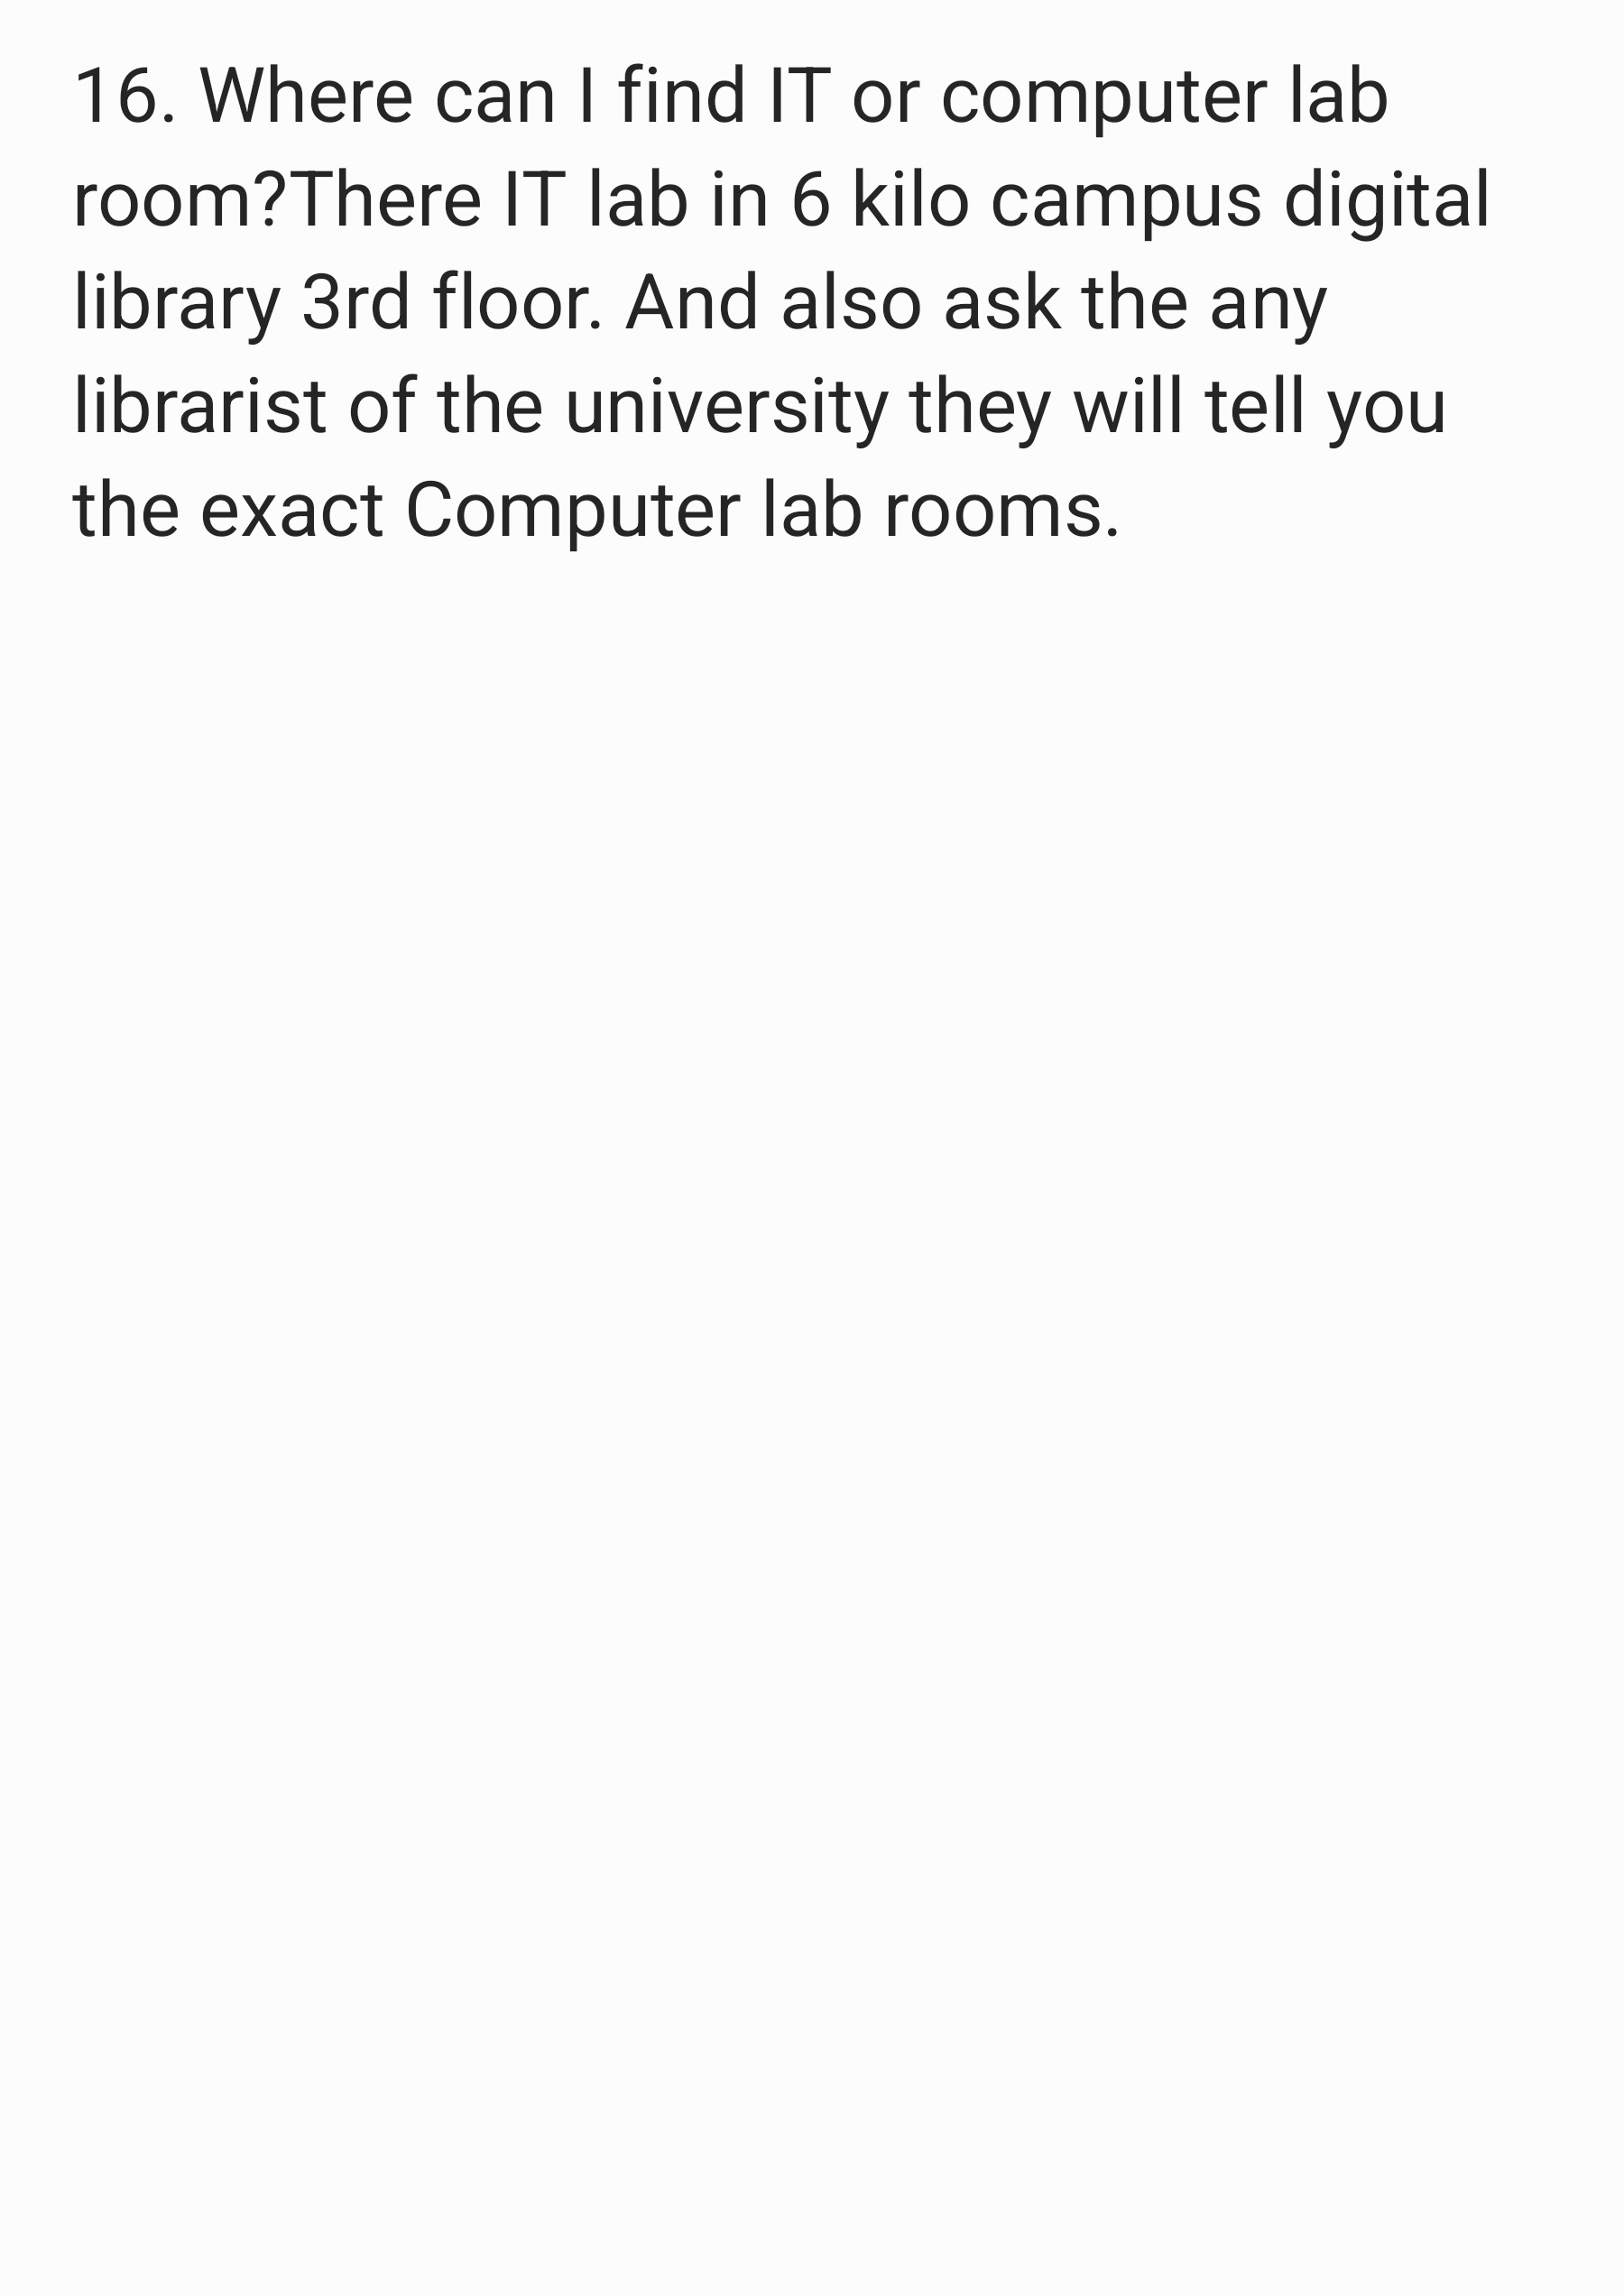 16. Where can I find IT or computer lab
room?There IT lab in 6 kilo campus digital
library 3rd floor. And also ask the any
librarist of the university they will tell you
the exact Computer lab rooms.